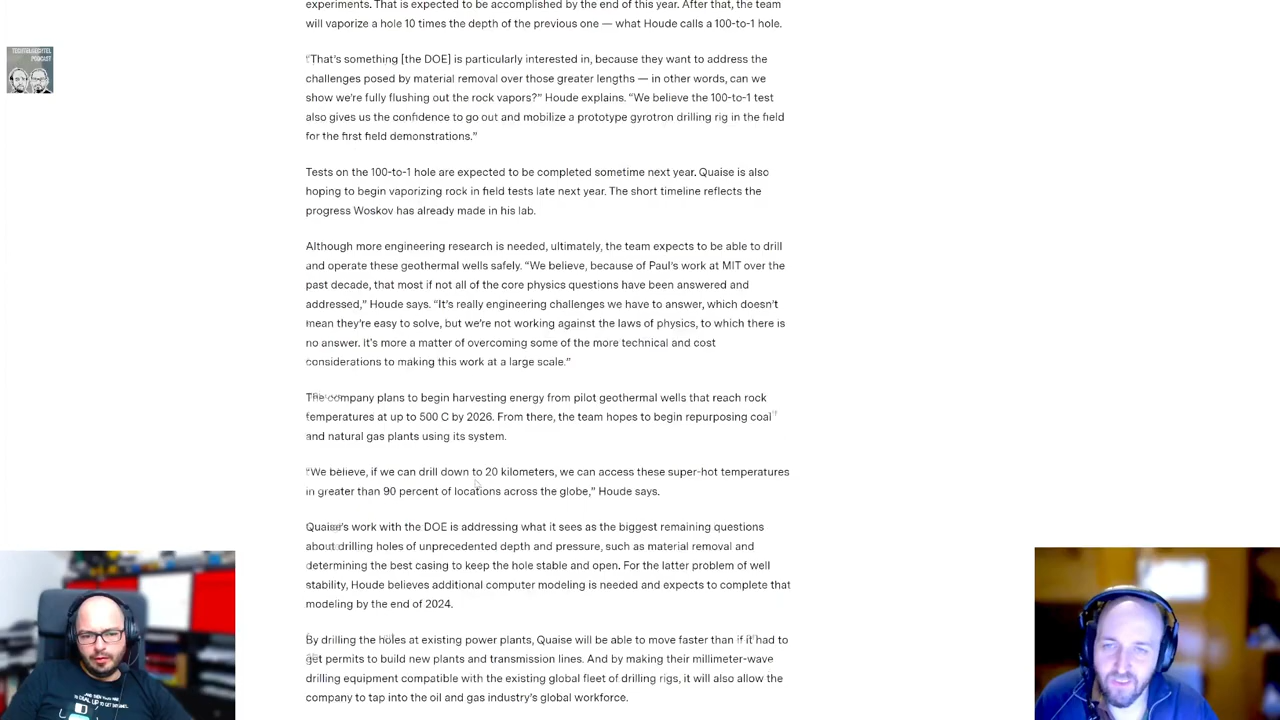 experiments. That is expected to be accomplished by the end of this year. After that, the team
will vaporize a hole 10 times the depth of the previous one — what Houde calls a 100-to-1 hole.
TECHTELMECHTEL
PODCAST
“That’s something [the DOE] is particularly interested in, because they want to address the
challenges posed by material removal over those greater lengths — in other words, can we
show we’re fully flushing out the rock vapors?” Houde explains. “We believe the 100-to-1 test
also gives us the confidence to go out and mobilize a prototype gyrotron drilling rig in the field
for the first field demonstrations.”
Tests on the 100-to-1 hole are expected to be completed sometime next year. Quaise is also
hoping to begin vaporizing rock in field tests late next year. The short timeline reflects the
progress Woskov has already made in his lab.
Although more engineering research is needed, ultimately, the team expects to be able to drill
and operate these geothermal wells safely. “We believe, because of Paul’s work at MIT over the
past decade, that most if not all of the core physics questions have been answered and
addressed,” Houde says. “It’s really engineering challenges we have to answer, which doesn’t
mean they’re easy to solve, but we’re not working against the laws of physics, to which there is
no answer. It’s more a matter of overcoming some of the more technical and cost
considerations to making this work at a large scale.”
The company plans to begin harvesting energy from pilot geothermal wells that reach rock
temperatures at up to 500 C by 2026. From there, the team hopes to begin repurposing coal
and natural gas plants using its system.
“We believe, if we can drill down to 20 kilometers, we can access these super-hot temperatures
in greater than 90 percent of locations across the globe,” Houde says.
Quaise’s work with the DOE is addressing what it sees as the biggest remaining questions
about drilling holes of unprecedented depth and pressure, such as material removal and
determining the best casing to keep the hole stable and open. For the latter problem of well
stability, Houde believes additional computer modeling is needed and expects to complete that
modeling by the end of 2024.
By drilling the holes at existing power plants, Quaise will be able to move faster than if it had to
get permits to build new plants and transmission lines. And by making their millimeter-wave
drilling equipment compatible with the existing global fleet of drilling rigs, it will also allow the
company to tap into the oil and gas industry’s global workforce.
TO DIAL UP TO GET INTERNET